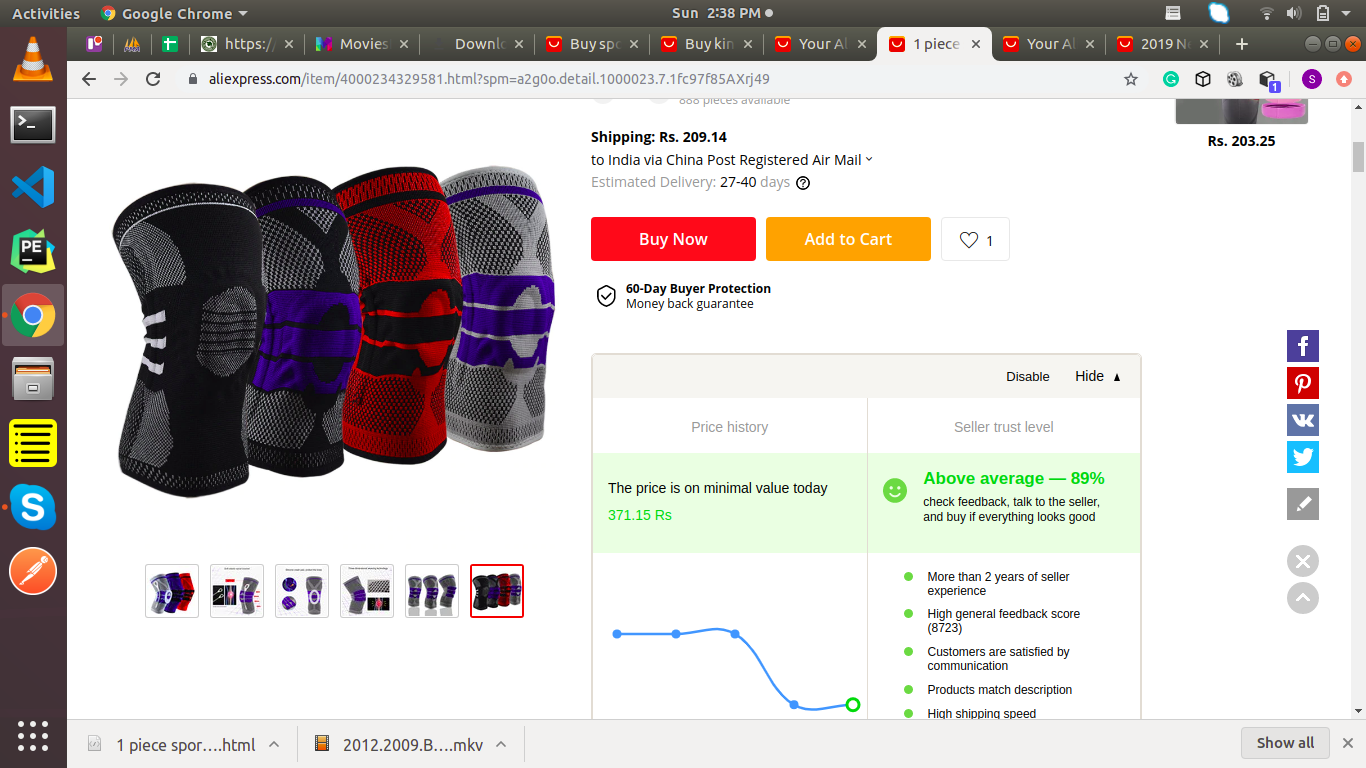 Activities
Google Chrome
Sun 2:38 PM
https:/
Movies
Downlo
Buy spo
Buy kin
Your Al
1 piece
Your Al
2019 N
aliexpress.com/item/4000234329581.html?spm=a2g0o.detail.1000023.7.1fc97f85AXrj49
S
1
888 pieces available
Shipping: Rs. 209.14
to India via China Post Registered Air Mail
Estimated Delivery: 27-40 days
Rs. 203.25
Buy Now
Add to Cart
1
60-Day Buyer Protection
Money back guarantee
Disable
Hide
Price history
Seller trust level
The price is on minimal value today
371.15 Rs
Above average — 89%
check feedback, talk to the seller,
and buy if everything looks good
More than 2 years of seller
experience
High general feedback score
(8723)
Customers are satisfied by
communication
Products match description
High shipping speed
PE
1 piece spor....html
2012.2009.B....mkv
Show all